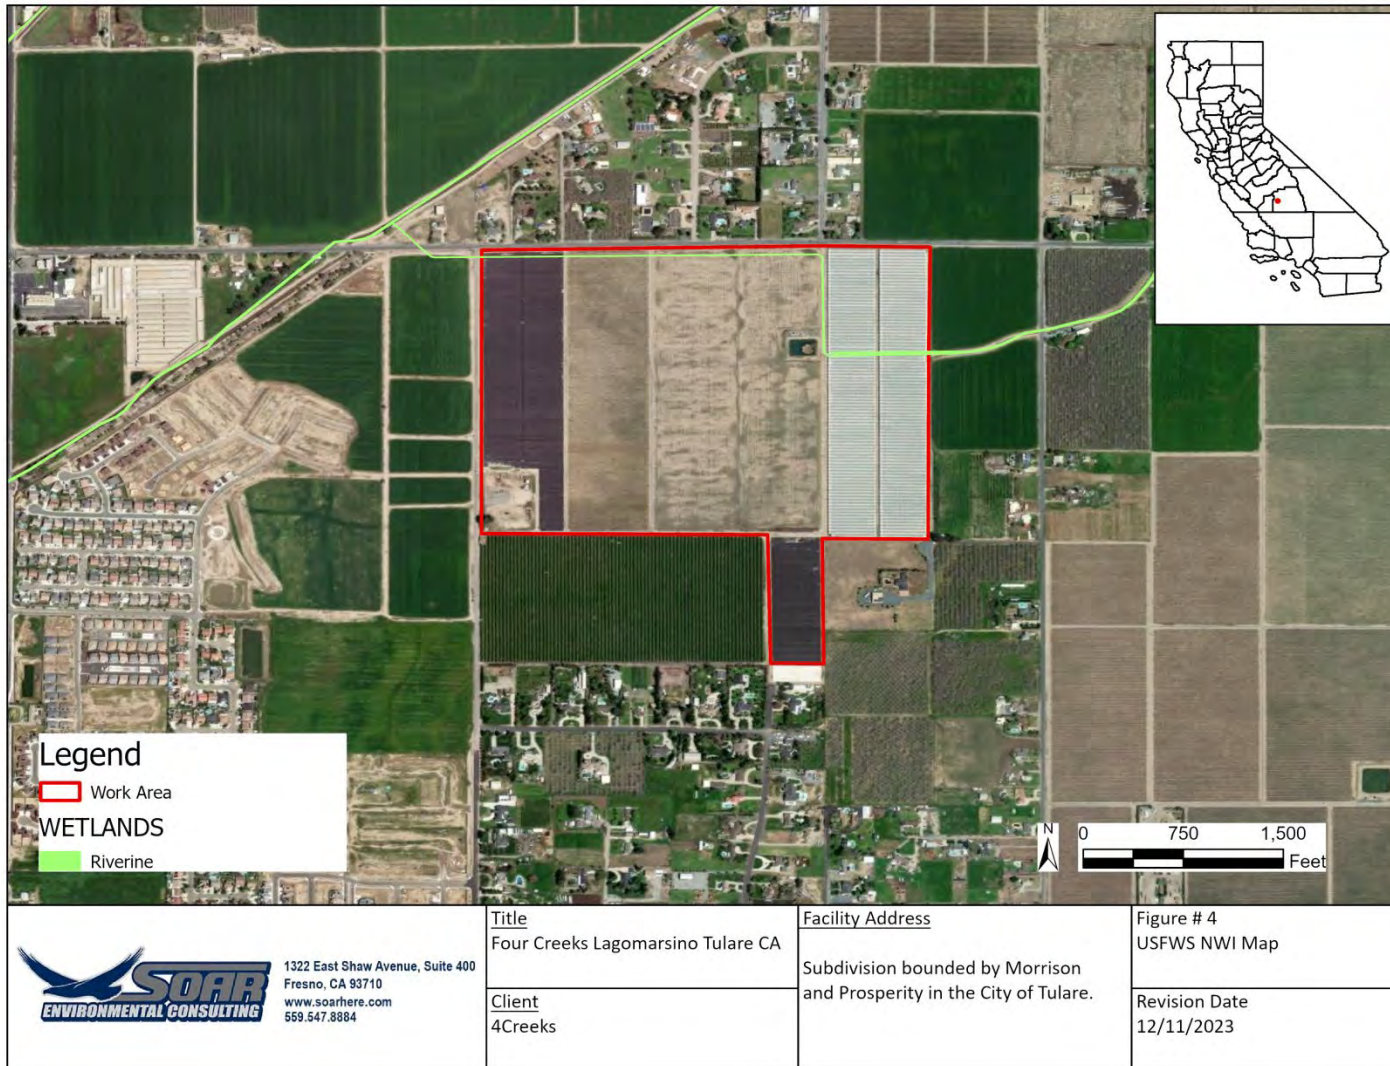 Legend
Work Area
WETLANDS
Riverine
N
0 750 1,500
Feet
SOAR
ENVIRONMENTAL CONSULTING
1322 East Shaw Avenue, Suite 400
Fresno, CA 93710
www.soarhere.com
559.547.8884
Title
Four Creeks Lagomarsino Tulare CA
Client
4Creeks
Facility Address
Subdivision bounded by Morrison
and Prosperity in the City of Tulare.
Figure # 4
USFWS NWI Map
Revision Date
12/11/2023